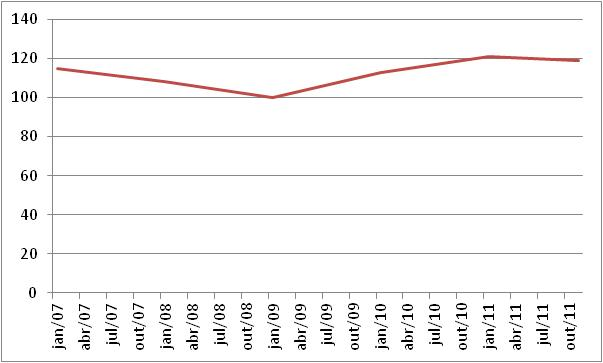 140
120
100
80
60
40
20
0
jan/07
abr/07
jul/07
out/07
jan/08
abr/08
jul/08
out/08
jan/09
abr/09
jul/09
out/09
jan/10
abr/10
jul/10
out/10
jan/11
abr/11
jul/11
out/11